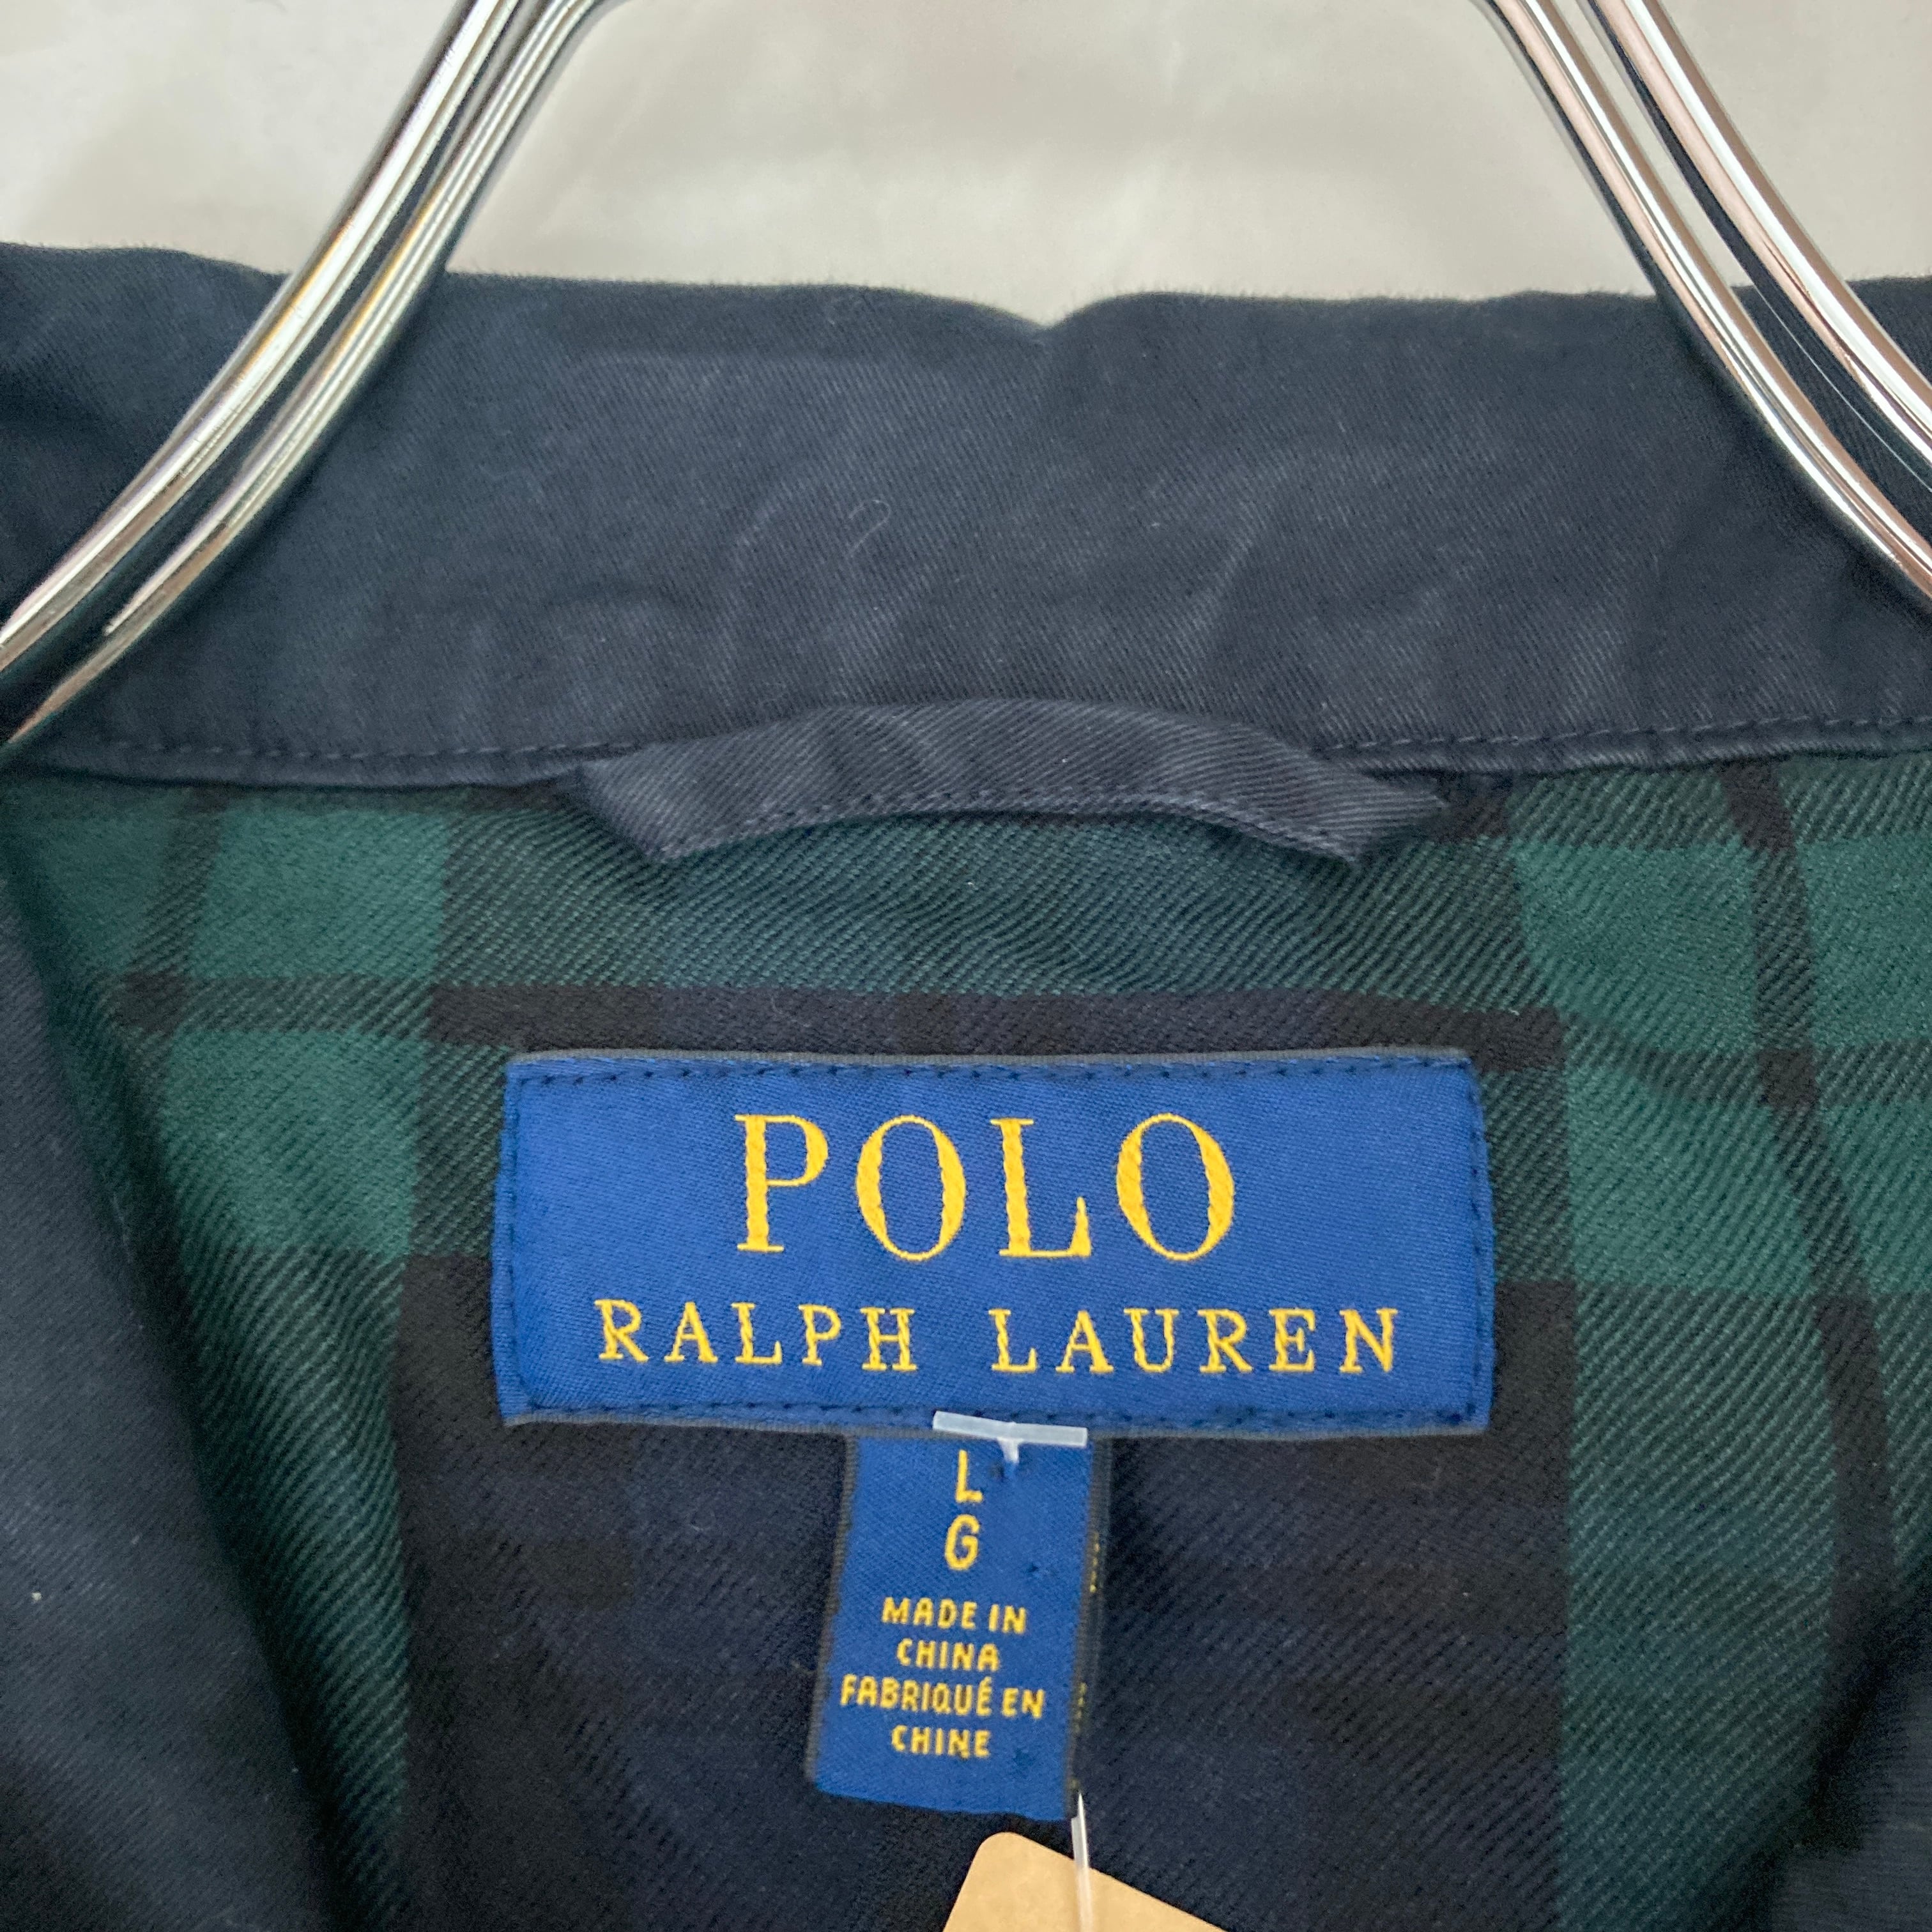 POLO
RALPH LAUREN
L
G
MADE IN
CHINA
FABRIQUÉ EN
CHINE